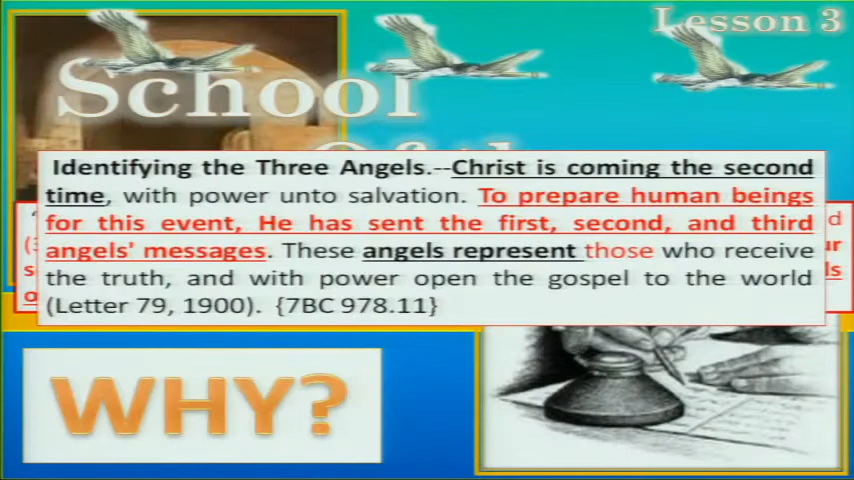 Lesson 3
School
Identifying the Three Angels.--Christ is coming the second
time, with power unto salvation. To prepare human beings
for this event, He has sent the first, second, and third
angels' messages. These angels represent those who receive
the truth, and with power open the gospel to the world
(Letter 79, 1900). {7BC 978.11}
WHY?